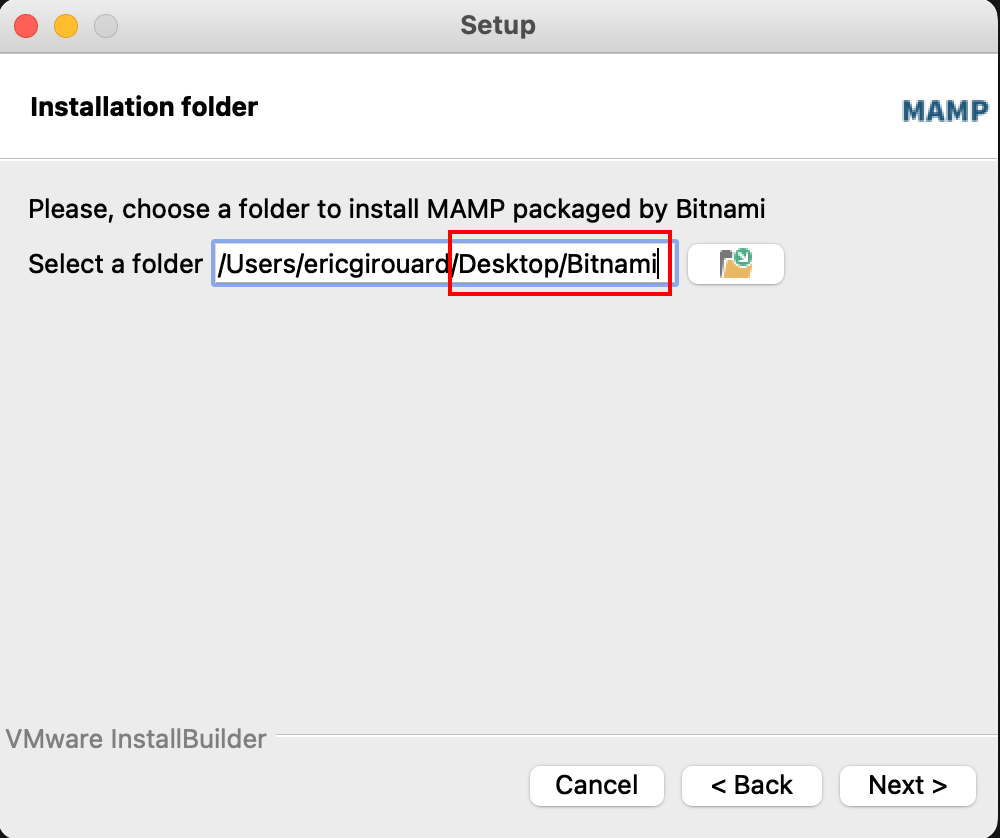 Setup
Installation folder
MAMP
Please, choose a folder to install MAMP packaged by Bitnami
Select a folder /Users/ericgirouard/Desktop/Bitnami
VMware InstallBuilder
Cancel
< Back
Next >